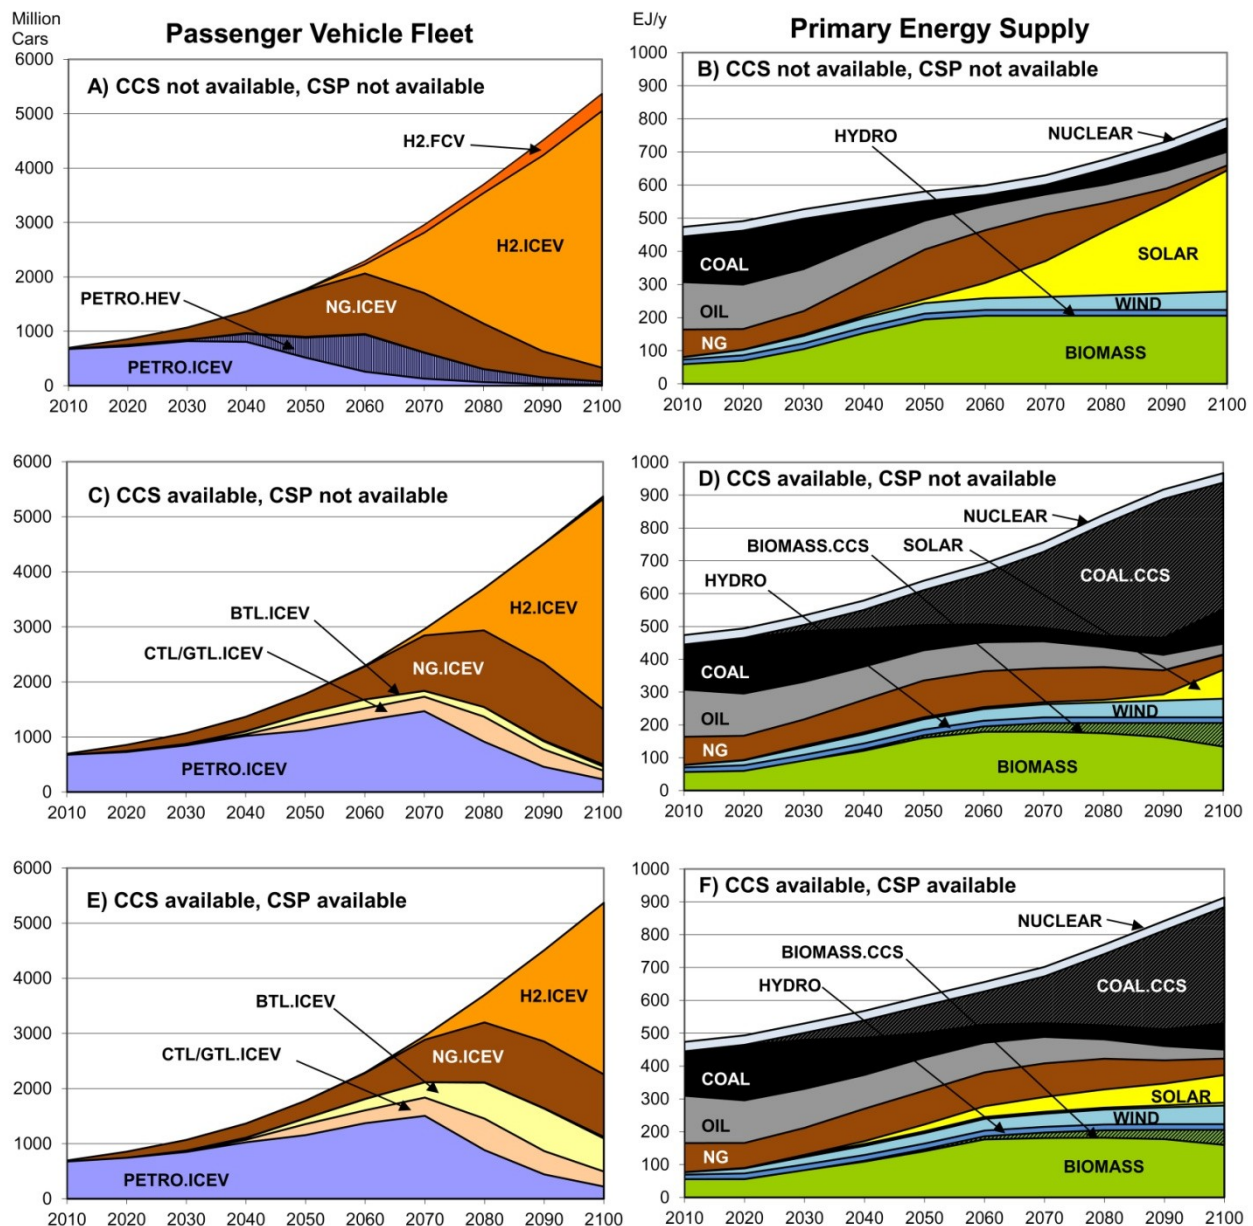 Million
Cars
Passenger Vehicle Fleet
6000
A) CCS not available, CSP not available
5000
H2.FCV
4000
3000
H2.ICEV
PETRO.HEV
2000
NG.ICEV
1000
PETRO.ICEV
0
2010 2020 2030 2040 2050 2060 2070 2080 2090 2100
EJ/y
Primary Energy Supply
1000
B) CCS not available, CSP not available
900
800
HYDRO
NUCLEAR
700
600
500
400
COAL
SOLAR
300
OIL
WIND
200
NG
100
BIOMASS
0
2010 2020 2030 2040 2050 2060 2070 2080 2090 2100
6000
C) CCS available, CSP not available
5000
4000
H2.ICEV
BTL.ICEV
3000
CTL/GTL.ICEV
NG.ICEV
2000
1000
PETRO.ICEV
0
2010 2020 2030 2040 2050 2060 2070 2080 2090 2100
1000
D) CCS available, CSP not available
900
NUCLEAR
800
BIOMASS.CCS
SOLAR
700
HYDRO
COAL.CCS
600
500
400
COAL
300
OIL
WIND
200
NG
100
BIOMASS
0
2010 2020 2030 2040 2050 2060 2070 2080 2090 2100
6000
E) CCS available, CSP available
5000
4000
H2.ICEV
BTL.ICEV
3000
CTL/GTL.ICEV
NG.ICEV
2000
1000
PETRO.ICEV
0
2010 2020 2030 2040 2050 2060 2070 2080 2090 2100
1000
F) CCS available, CSP available
900
NUCLEAR
800
BIOMASS.CCS
700
HYDRO
COAL.CCS
600
500
400
COAL
300
SOLAR
OIL
WIND
200
NG
100
BIOMASS
0
2010 2020 2030 2040 2050 2060 2070 2080 2090 2100